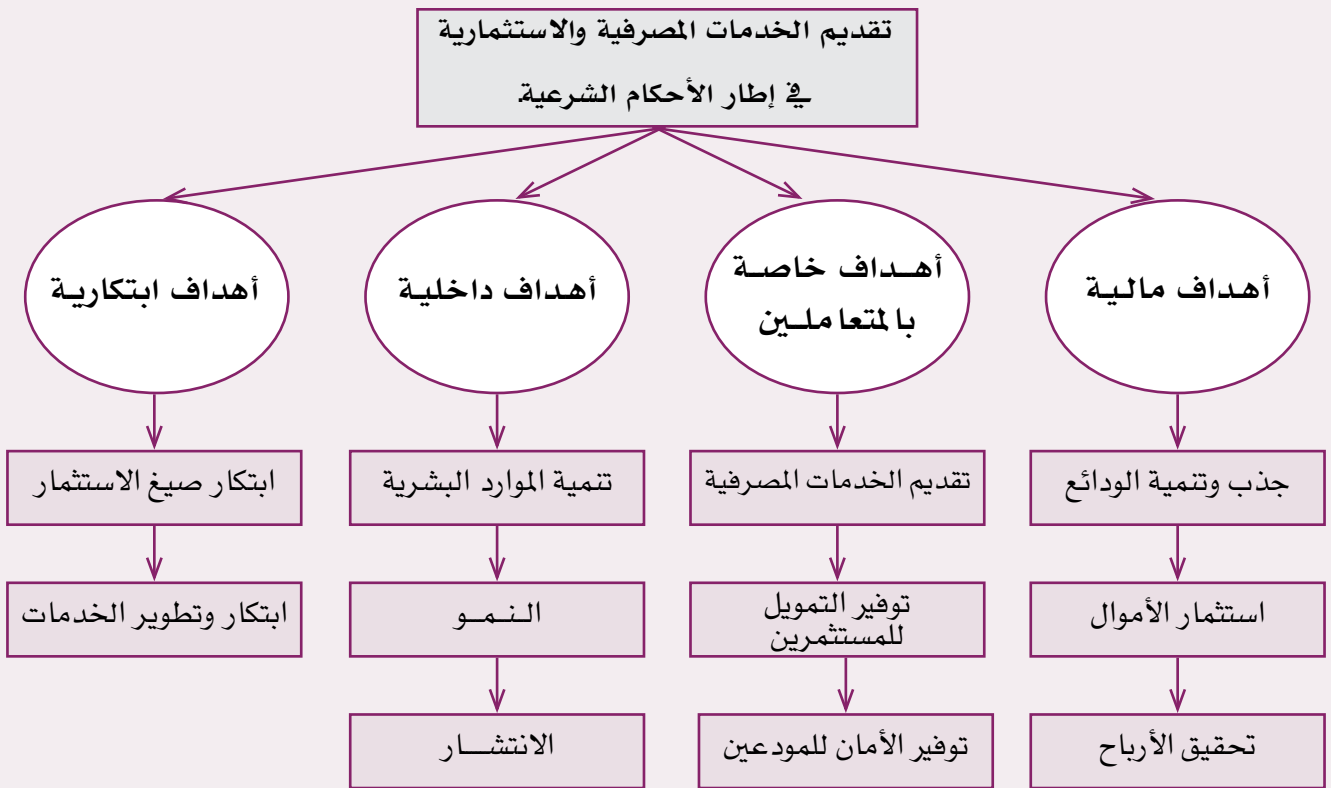 تقديم الخدمات المصرفية والاستثمارية
في إطار الأحكام الشرعية.
أهداف مالية
أهداف خاصة
بالمتعاملين
أهداف داخلية
أهداف ابتكارية
جذب وتنمية الودائع
تقديم الخدمات المصرفية
تنمية الموارد البشرية
ابتكار صيغ الاستثمار
استثمار الأموال
توفير التمويل
للمستثمرين
النمو
ابتكار وتطوير الخدمات
تحقيق الأرباح
توفير الأمان للمودعين
الانتشار